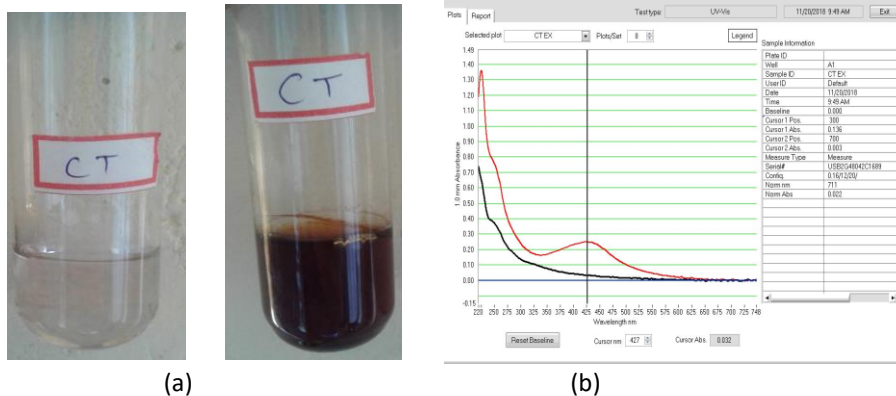 CT
CT
Plots Report
Test type UV-Vis 11/20/2018 9:49 AM Exit
Selected plot CT EX Plots/Set 8 Legend
Sample Information
Plate ID
Well A1
Sample ID CT EX
User ID Default
Date 11/20/2018
Time 9:49 AM
Baseline 0.000
Cursor 1 Pos. 300
Cursor 1 Abs. 0.136
Cursor 2 Pos. 700
Cursor 2 Abs. 0.003
Measure Type Measure
Serial# USB2G48042C1689
Config. 0.16/12/20/
Norm nm 711
Norm Abs 0.022
1.0 mm Absorbance
1.49
1.40
1.30
1.20
1.10
1.00
0.90
0.80
0.70
0.60
0.50
0.40
0.30
0.20
0.10
0.00
-0.15
220 250 275 300 325 350 375 400 425 450 475 500 525 550 575 600 625 650 675 700 725 748
Wavelength nm
Reset Baseline Cursor nm 427 Cursor Abs. 0.032
(a)
(b)